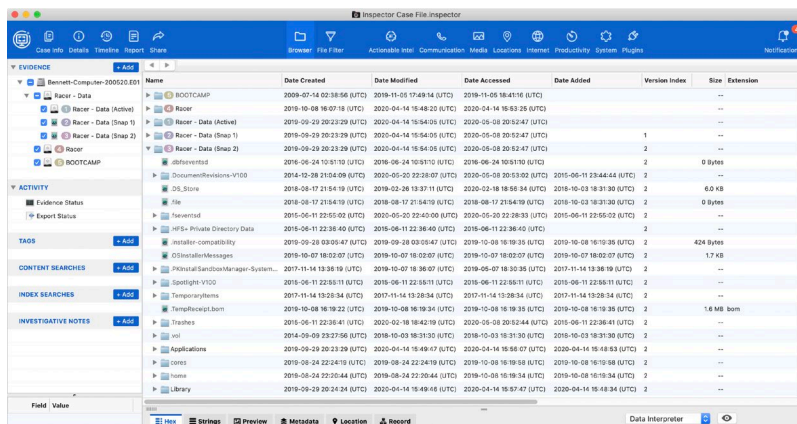 Inspector Case File.inspector
Case Info Details Timeline Report Share Browser File Filter Actionable Intel Communication Media Locations Internet Productivity System Plugins Notification
EVIDENCE + Add
Bennett-Computer-200520.E01
Racer - Data
1 Racer - Data (Active)
2 Racer - Data (Snap 1)
3 Racer - Data (Snap 2)
4 Racer
5 BOOTCAMP
ACTIVITY
Evidence Status
Export Status
TAGS + Add
CONTENT SEARCHES + Add
INDEX SEARCHES + Add
INVESTIGATIVE NOTES + Add
Field Value
Name Date Created Date Modified Date Accessed Date Added Version Index Size Extension
5 BOOTCAMP 2009-07-14 02:38:56 (UTC) 2019-11-05 17:49:14 (UTC) 2019-11-05 18:41:16 (UTC) --
4 Racer 2019-10-08 16:07:18 (UTC) 2020-04-14 15:48:20 (UTC) 2020-04-14 15:53:25 (UTC) --
1 Racer - Data (Active) 2019-09-29 20:23:29 (UTC) 2020-04-14 15:54:05 (UTC) 2020-05-08 20:52:47 (UTC) --
2 Racer - Data (Snap 1) 2019-09-29 20:23:29 (UTC) 2020-04-14 15:54:05 (UTC) 2020-05-08 20:52:47 (UTC) 1 --
3 Racer - Data (Snap 2) 2019-09-29 20:23:29 (UTC) 2020-04-14 15:54:05 (UTC) 2020-05-08 20:52:47 (UTC) 2 --
.dbfseventsd 2016-06-24 10:51:10 (UTC) 2016-06-24 10:51:10 (UTC) 2016-06-24 10:51:10 (UTC) 2 0 Bytes
.DocumentRevisions-V100 2014-12-28 21:04:09 (UTC) 2020-05-20 22:28:07 (UTC) 2020-05-08 20:53:02 (UTC) 2015-06-11 23:44:44 (UTC) 2 --
.DS_Store 2018-08-17 21:54:19 (UTC) 2019-02-26 13:37:11 (UTC) 2020-02-18 18:56:34 (UTC) 2018-10-03 18:31:30 (UTC) 2 6.0 KB
.file 2018-08-17 21:54:19 (UTC) 2018-08-17 21:54:19 (UTC) 2018-08-17 21:54:19 (UTC) 2018-10-03 18:31:30 (UTC) 2 0 Bytes
.fseventsd 2015-06-11 22:55:02 (UTC) 2020-05-20 22:40:00 (UTC) 2020-05-20 22:28:33 (UTC) 2015-06-11 22:55:02 (UTC) 2 --
.HFS+ Private Directory Data 2015-06-11 22:36:40 (UTC) 2015-06-11 22:36:40 (UTC) 2015-06-11 22:36:40 (UTC) 2 --
.installer-compatibility 2019-09-28 03:05:47 (UTC) 2019-09-28 03:05:47 (UTC) 2019-10-08 16:19:35 (UTC) 2019-10-08 16:19:35 (UTC) 2 424 Bytes
.OSInstallerMessages 2019-10-07 18:02:07 (UTC) 2019-10-07 18:02:07 (UTC) 2019-10-07 18:02:07 (UTC) 2019-10-07 18:02:07 (UTC) 2 1.7 KB
.PKInstallSandboxManager-System... 2017-11-14 13:36:19 (UTC) 2019-10-07 18:36:07 (UTC) 2019-05-07 18:30:35 (UTC) 2017-11-14 13:36:19 (UTC) 2 --
.Spotlight-V100 2015-06-11 22:55:11 (UTC) 2015-06-11 22:55:11 (UTC) 2015-06-11 22:55:11 (UTC) 2015-06-11 22:55:11 (UTC) 2 --
.TemporaryItems 2017-11-14 13:28:34 (UTC) 2017-11-14 13:28:34 (UTC) 2017-11-14 13:28:34 (UTC) 2017-11-14 13:28:34 (UTC) 2 --
.TempReceipt.bom 2019-10-08 16:19:22 (UTC) 2019-10-08 16:19:34 (UTC) 2019-10-08 16:19:35 (UTC) 2019-10-08 16:19:35 (UTC) 2 1.6 MB bom
.Trashes 2015-06-11 22:36:41 (UTC) 2020-02-18 18:42:19 (UTC) 2020-05-08 20:52:44 (UTC) 2015-06-11 22:36:41 (UTC) 2 --
.vol 2014-09-09 23:27:56 (UTC) 2018-10-03 18:31:30 (UTC) 2018-10-03 18:31:30 (UTC) 2018-10-03 18:31:30 (UTC) 2 --
Applications 2019-09-29 20:23:29 (UTC) 2020-04-14 15:49:47 (UTC) 2020-04-14 15:56:07 (UTC) 2020-04-14 15:48:53 (UTC) 2 --
cores 2019-08-24 22:24:19 (UTC) 2019-08-24 22:24:19 (UTC) 2019-10-08 16:19:58 (UTC) 2019-10-08 16:19:58 (UTC) 2 --
home 2019-08-24 22:20:44 (UTC) 2019-08-24 22:20:44 (UTC) 2019-10-08 16:19:38 (UTC) 2019-10-08 16:19:38 (UTC) 2 --
Library 2019-09-29 20:24:24 (UTC) 2020-04-14 15:49:46 (UTC) 2020-04-14 15:57:47 (UTC) 2020-04-14 15:48:34 (UTC) 2 --
Hex Strings Preview Metadata Location Record Data Interpreter